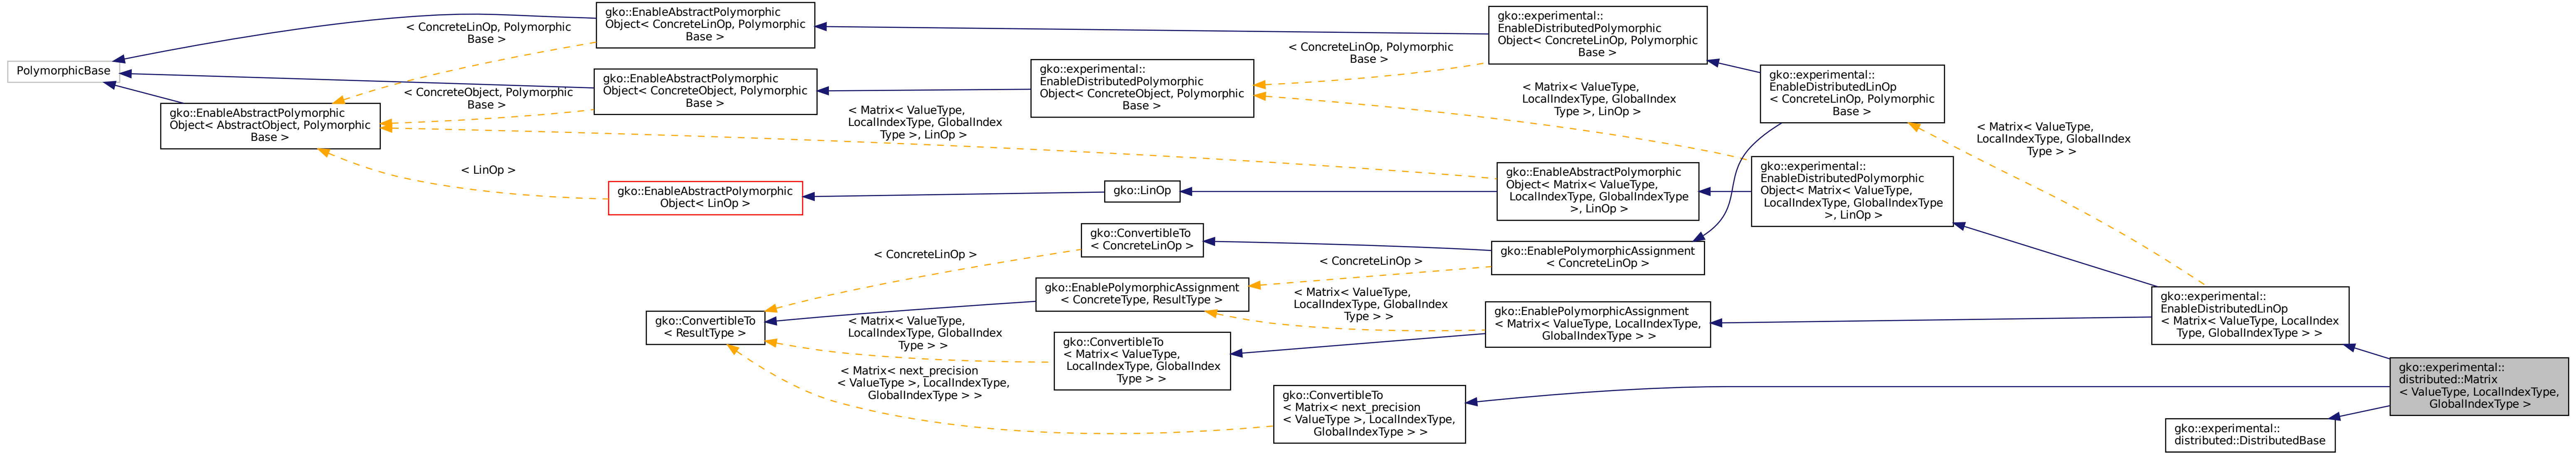 PolymorphicBase
gko::EnableAbstractPolymorphic
Object< AbstractObject, Polymorphic
Base >
< ConcreteLinOp, Polymorphic
Base >
< ConcreteObject, Polymorphic
Base >
< LinOp >
gko::EnableAbstractPolymorphic
Object< ConcreteLinOp, Polymorphic
Base >
gko::EnableAbstractPolymorphic
Object< ConcreteObject, Polymorphic
Base >
gko::EnableAbstractPolymorphic
Object< LinOp >
gko::ConvertibleTo
< ResultType >
< Matrix< ValueType,
LocalIndexType, GlobalIndex
Type >, LinOp >
< ConcreteLinOp >
< Matrix< ValueType,
LocalIndexType, GlobalIndex
Type > >
< Matrix< next_precision
< ValueType >, LocalIndexType,
GlobalIndexType > >
gko::experimental::
EnableDistributedPolymorphic
Object< ConcreteObject, Polymorphic
Base >
gko::LinOp
gko::ConvertibleTo
< ConcreteLinOp >
gko::EnablePolymorphicAssignment
< ConcreteType, ResultType >
gko::ConvertibleTo
< Matrix< ValueType,
LocalIndexType, GlobalIndex
Type > >
gko::ConvertibleTo
< Matrix< next_precision
< ValueType >, LocalIndexType,
GlobalIndexType > >
< ConcreteLinOp, Polymorphic
Base >
< ConcreteLinOp >
< Matrix< ValueType,
LocalIndexType, GlobalIndex
Type > >
gko::experimental::
EnableDistributedPolymorphic
Object< ConcreteLinOp, Polymorphic
Base >
< Matrix< ValueType,
LocalIndexType, GlobalIndex
Type >, LinOp >
gko::EnableAbstractPolymorphic
Object< Matrix< ValueType,
LocalIndexType, GlobalIndexType
>, LinOp >
gko::EnablePolymorphicAssignment
< ConcreteLinOp >
gko::EnablePolymorphicAssignment
< Matrix< ValueType, LocalIndexType,
GlobalIndexType > >
gko::experimental::
EnableDistributedLinOp
< ConcreteLinOp, Polymorphic
Base >
gko::experimental::
EnableDistributedPolymorphic
Object< Matrix< ValueType,
LocalIndexType, GlobalIndexType
>, LinOp >
< Matrix< ValueType,
LocalIndexType, GlobalIndex
Type > >
gko::experimental::
EnableDistributedLinOp
< Matrix< ValueType, LocalIndex
Type, GlobalIndexType > >
gko::experimental::
distributed::DistributedBase
gko::experimental::
distributed::Matrix
< ValueType, LocalIndexType,
GlobalIndexType >